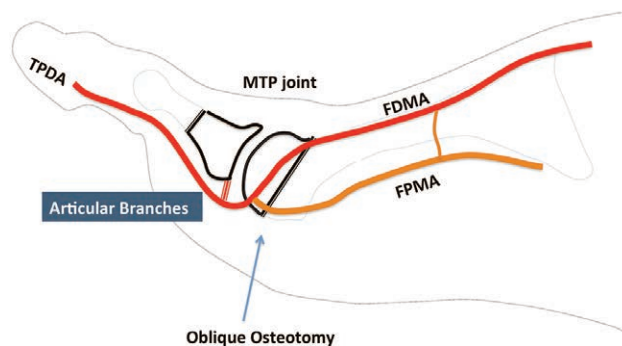 TPDA
MTP joint
FDMA
Articular Branches
FPMA
Oblique Osteotomy